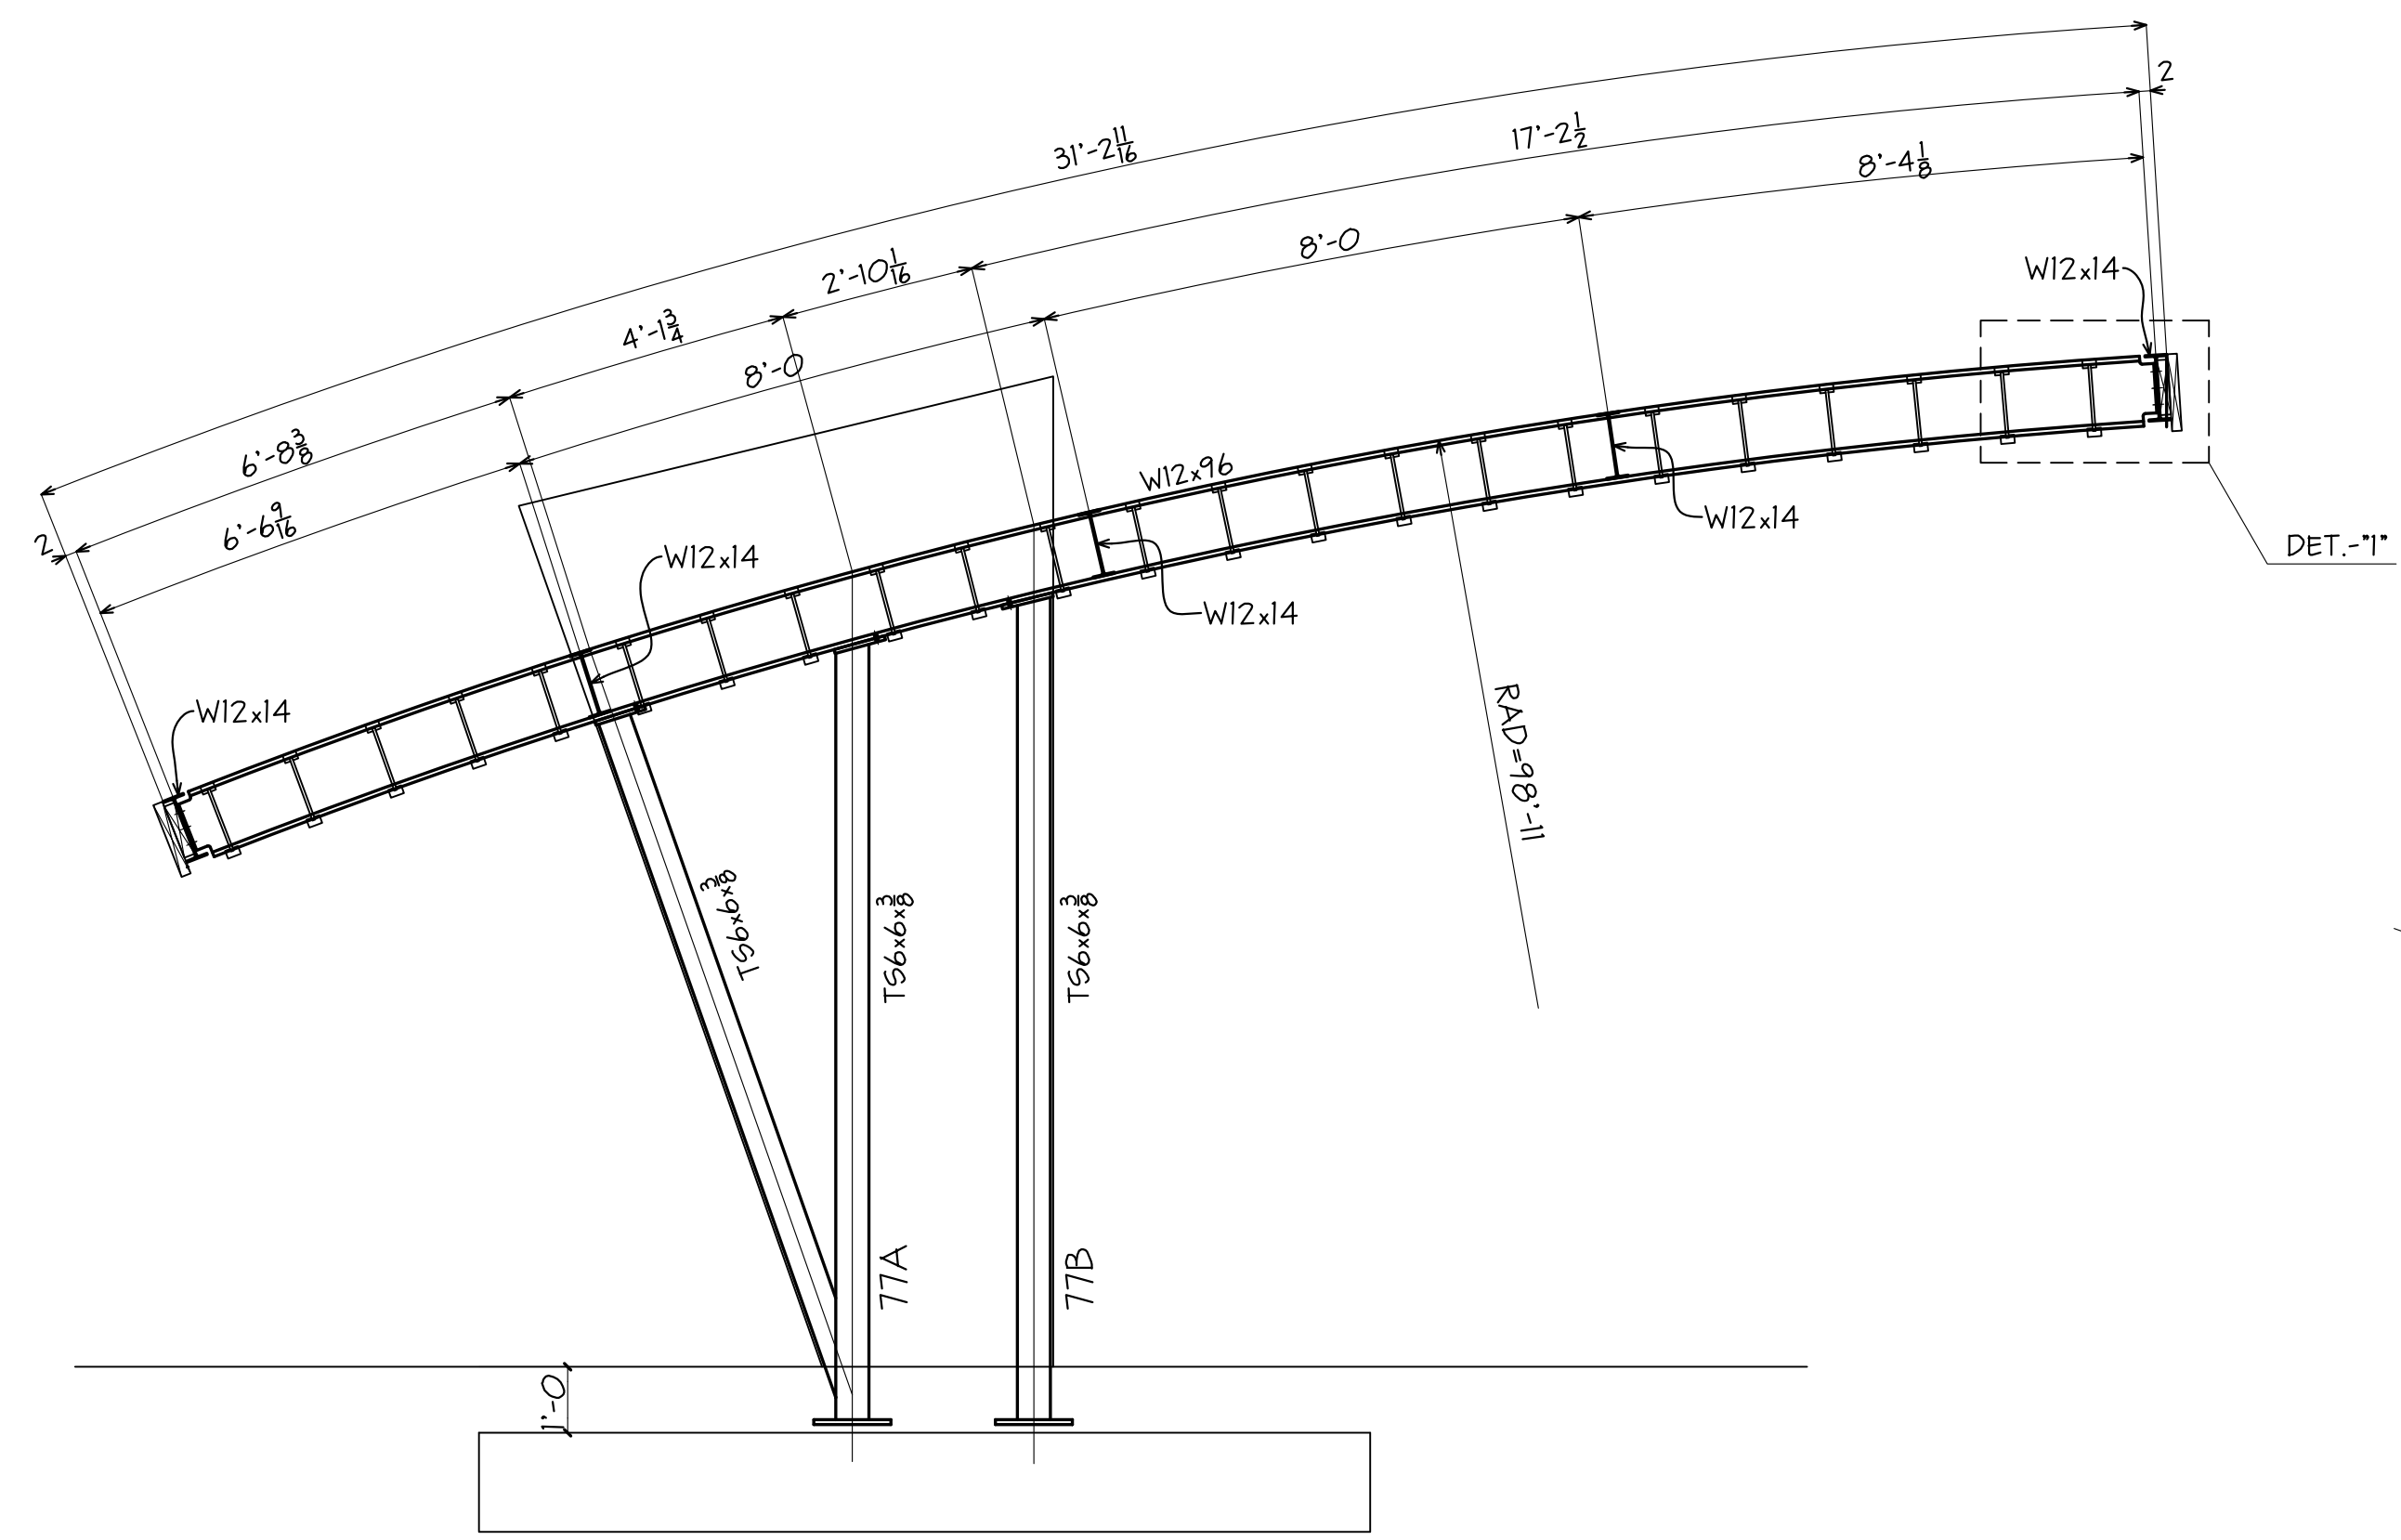 31'-2 11/16
2
17'-2 1/2
8'-4 1/8
8'-0
2'-10 1/16
4'-1 3/4
8'-0
6'-8 3/8
6'-6 9/16
2
W12x14
W12x96
W12x14
DET.-"1"
W12x14
W12x14
W12x14
RAD=98'-11
TS6x6x3/8
TS6x6x3/8
TS6x6x3/8
77A
77B
1'-0